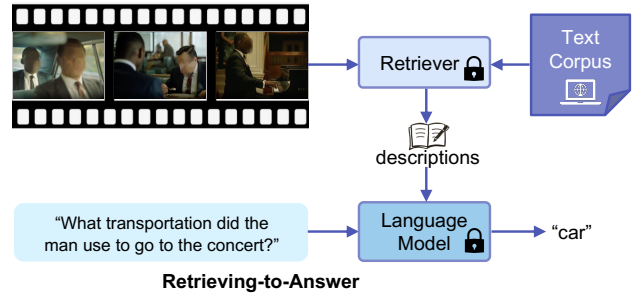 Retriever
Text
Corpus
descriptions
“What transportation did the
man use to go to the concert?”
Language
Model
“car”
Retrieving-to-Answer